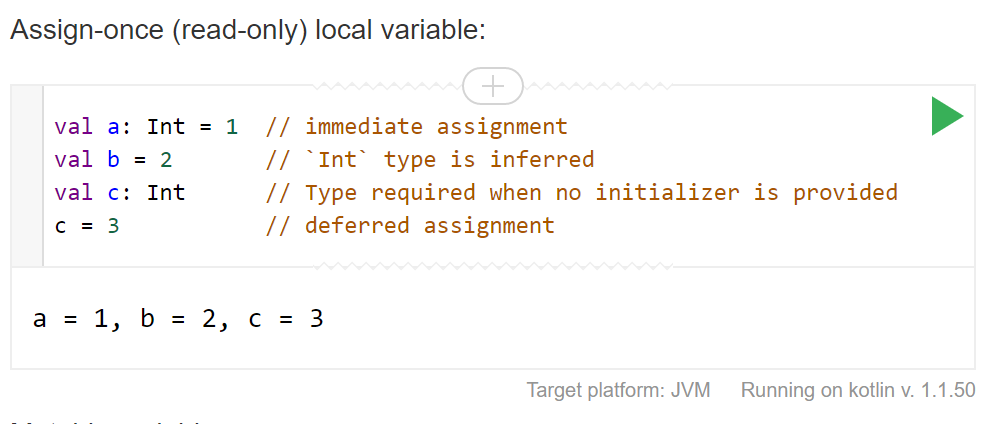 Assign-once (read-only) local variable:
val a: Int = 1  // immediate assignment
val b = 2       // `Int` type is inferred
val c: Int      // Type required when no initializer is provided
c = 3           // deferred assignment
a = 1, b = 2, c = 3
Target platform: JVM    Running on kotlin v. 1.1.50